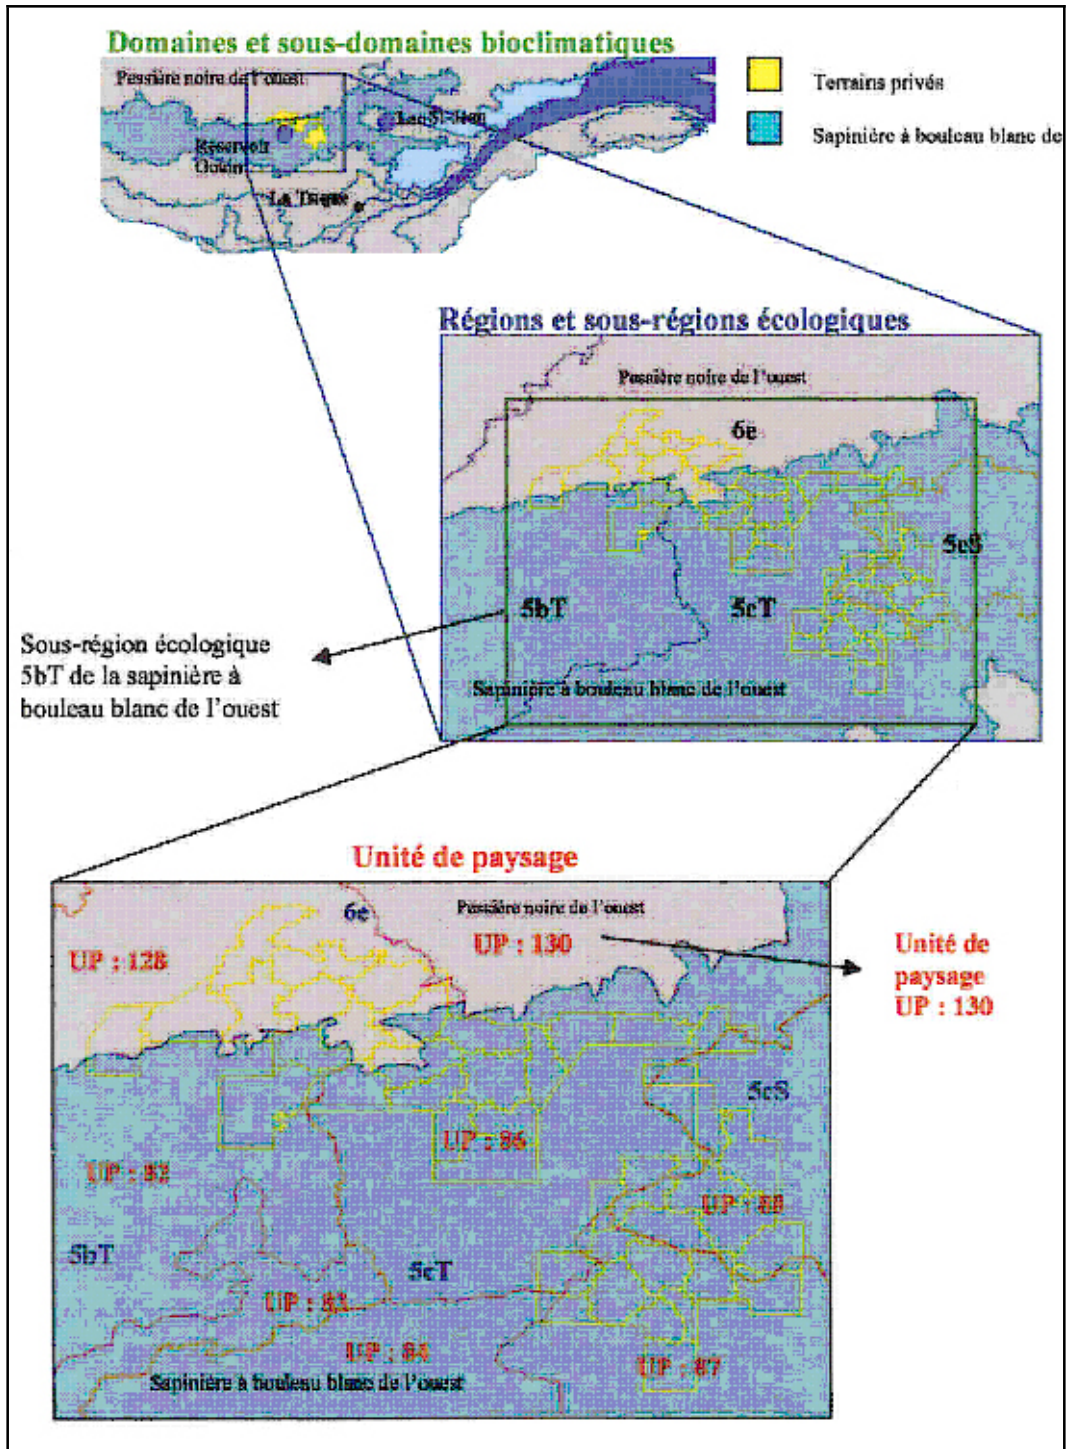 Domaines et sous-domaines bioclimatiques
Pessière noire de l'ouest
Lac St-Jean
Réservoir
Gouin
La Tuque
Terrains privés
Sapinière à bouleau blanc de
Régions et sous-régions écologiques
Pessière noire de l'ouest
6e
5cS
5bT
5cT
Sapinière à bouleau blanc de l'ouest
Sous-région écologique
5bT de la sapinière à
bouleau blanc de l'ouest
Unité de paysage
6e
Pessière noire de l'ouest
UP : 128
UP : 130
Unité de
paysage
UP : 130
5cS
UP : 86
UP : 82
UP : 88
5bT
5cT
UP : 83
UP : 84
UP : 87
Sapinière à bouleau blanc de l'ouest